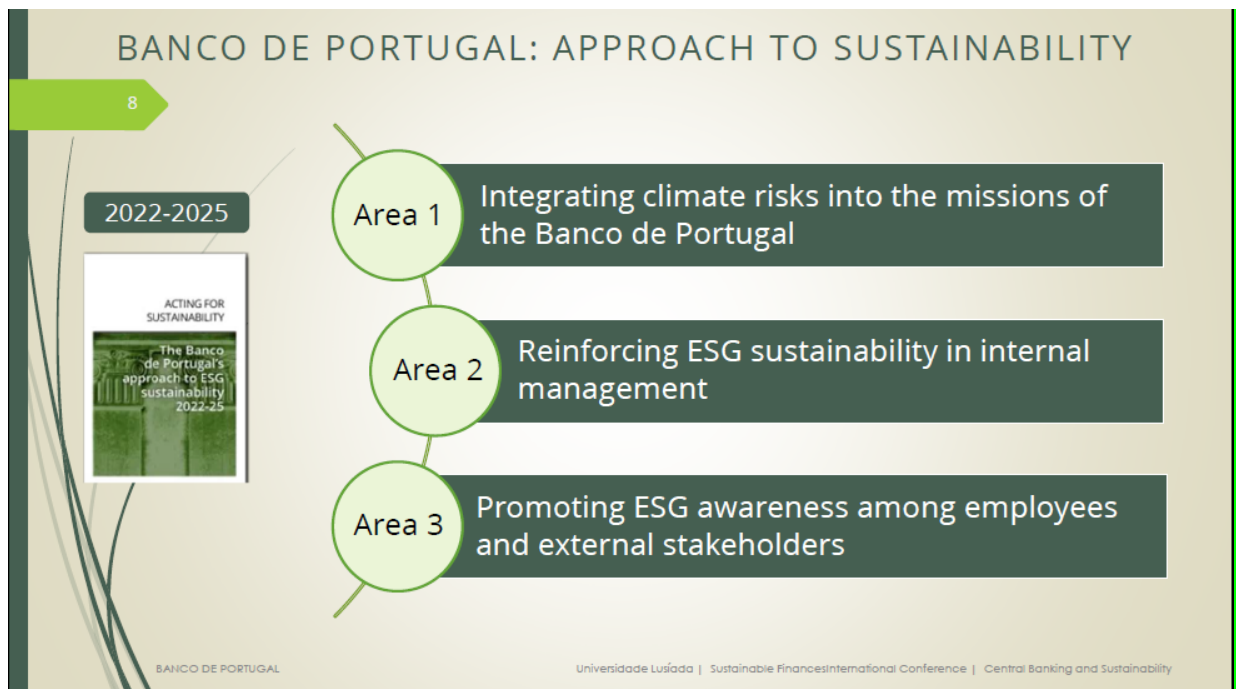 BANCO DE PORTUGAL: APPROACH TO SUSTAINABILITY
8
2022-2025
ACTING FOR
SUSTAINABILITY
The Banco
de Portugal's
approach to ESG
sustainability
2022-25
Area 1
Integrating climate risks into the missions of
the Banco de Portugal
Area 2
Reinforcing ESG sustainability in internal
management
Area 3
Promoting ESG awareness among employees
and external stakeholders
BANCO DE PORTUGAL
Universidade Lusíada | Sustainable FinancesInternational Conference | Central Banking and Sustainability